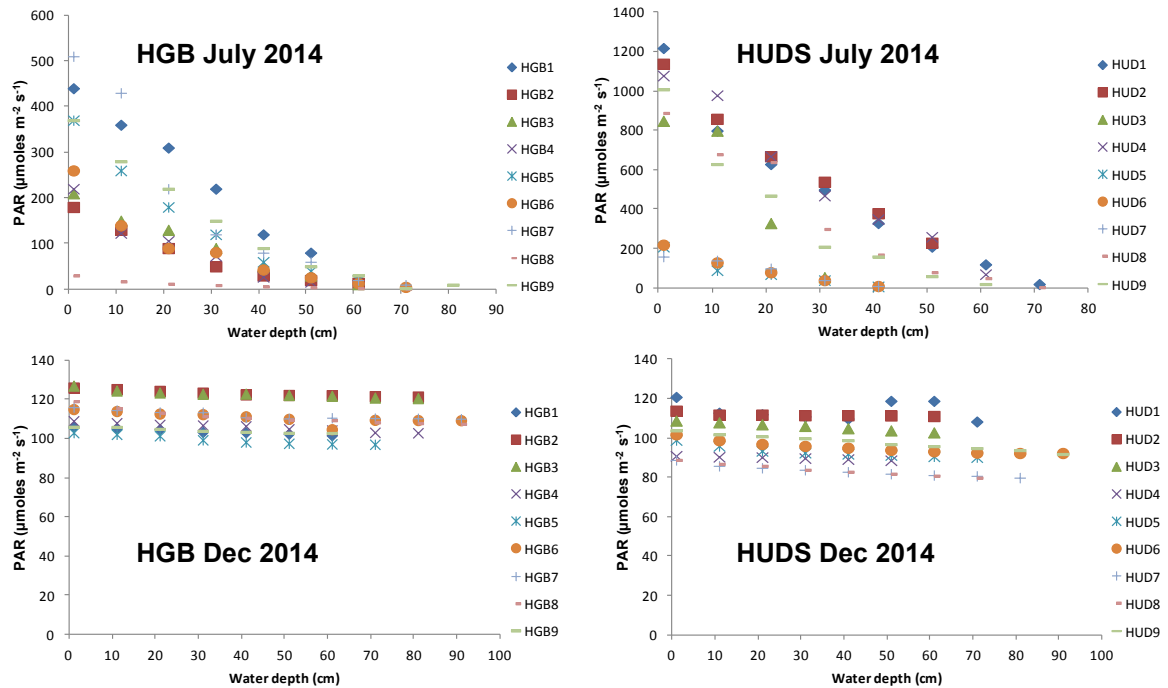 HGB July 2014
PAR (µmoles m⁻² s⁻¹)
600
500
400
300
200
100
0
0 10 20 30 40 50 60 70 80 90
Water depth (cm)
HGB1
HGB2
HGB3
HGB4
HGB5
HGB6
HGB7
HGB8
HGB9
HUDS July 2014
PAR (µmoles m⁻² s⁻¹)
1400
1200
1000
800
600
400
200
0
0 10 20 30 40 50 60 70 80
Water depth (cm)
HUD1
HUD2
HUD3
HUD4
HUD5
HUD6
HUD7
HUD8
HUD9
HGB Dec 2014
PAR (µmoles m⁻² s⁻¹)
140
120
100
80
60
40
20
0
0 10 20 30 40 50 60 70 80 90 100
Water depth (cm)
HGB1
HGB2
HGB3
HGB4
HGB5
HGB6
HGB7
HGB8
HGB9
HUDS Dec 2014
PAR (µmoles m⁻² s⁻¹)
140
120
100
80
60
40
20
0
0 10 20 30 40 50 60 70 80 90 100
Water depth (cm)
HUD1
HUD2
HUD3
HUD4
HUD5
HUD6
HUD7
HUD8
HUD9